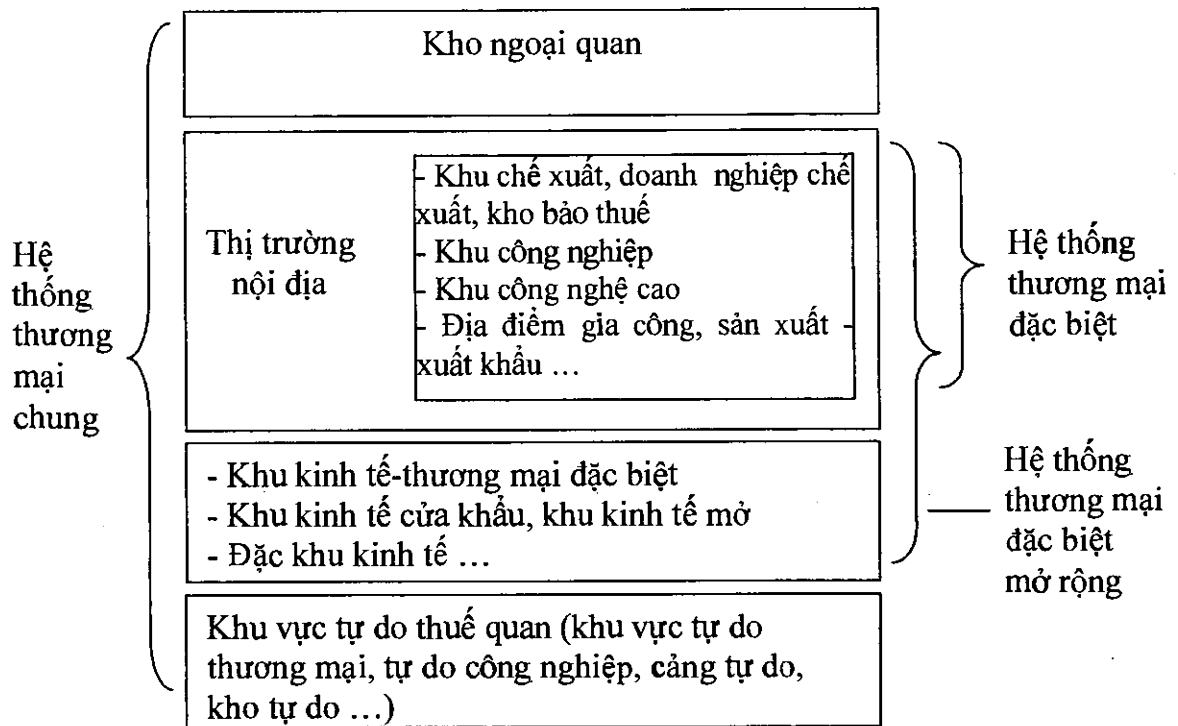 Kho ngoại quan
Hệ
thống
thương
mại
chung
Thị trường
nội địa
- Khu chế xuất, doanh nghiệp chế
xuất, kho bảo thuế
- Khu công nghiệp
- Khu công nghệ cao
- Địa điểm gia công, sản xuất -
xuất khẩu ...
Hệ thống
thương mại
đặc biệt
- Khu kinh tế-thương mại đặc biệt
- Khu kinh tế cửa khẩu, khu kinh tế mở
- Đặc khu kinh tế ...
Hệ thống
thương mại
đặc biệt
mở rộng
Khu vực tự do thuế quan (khu vực tự do
thương mại, tự do công nghiệp, cảng tự do,
kho tự do ...)